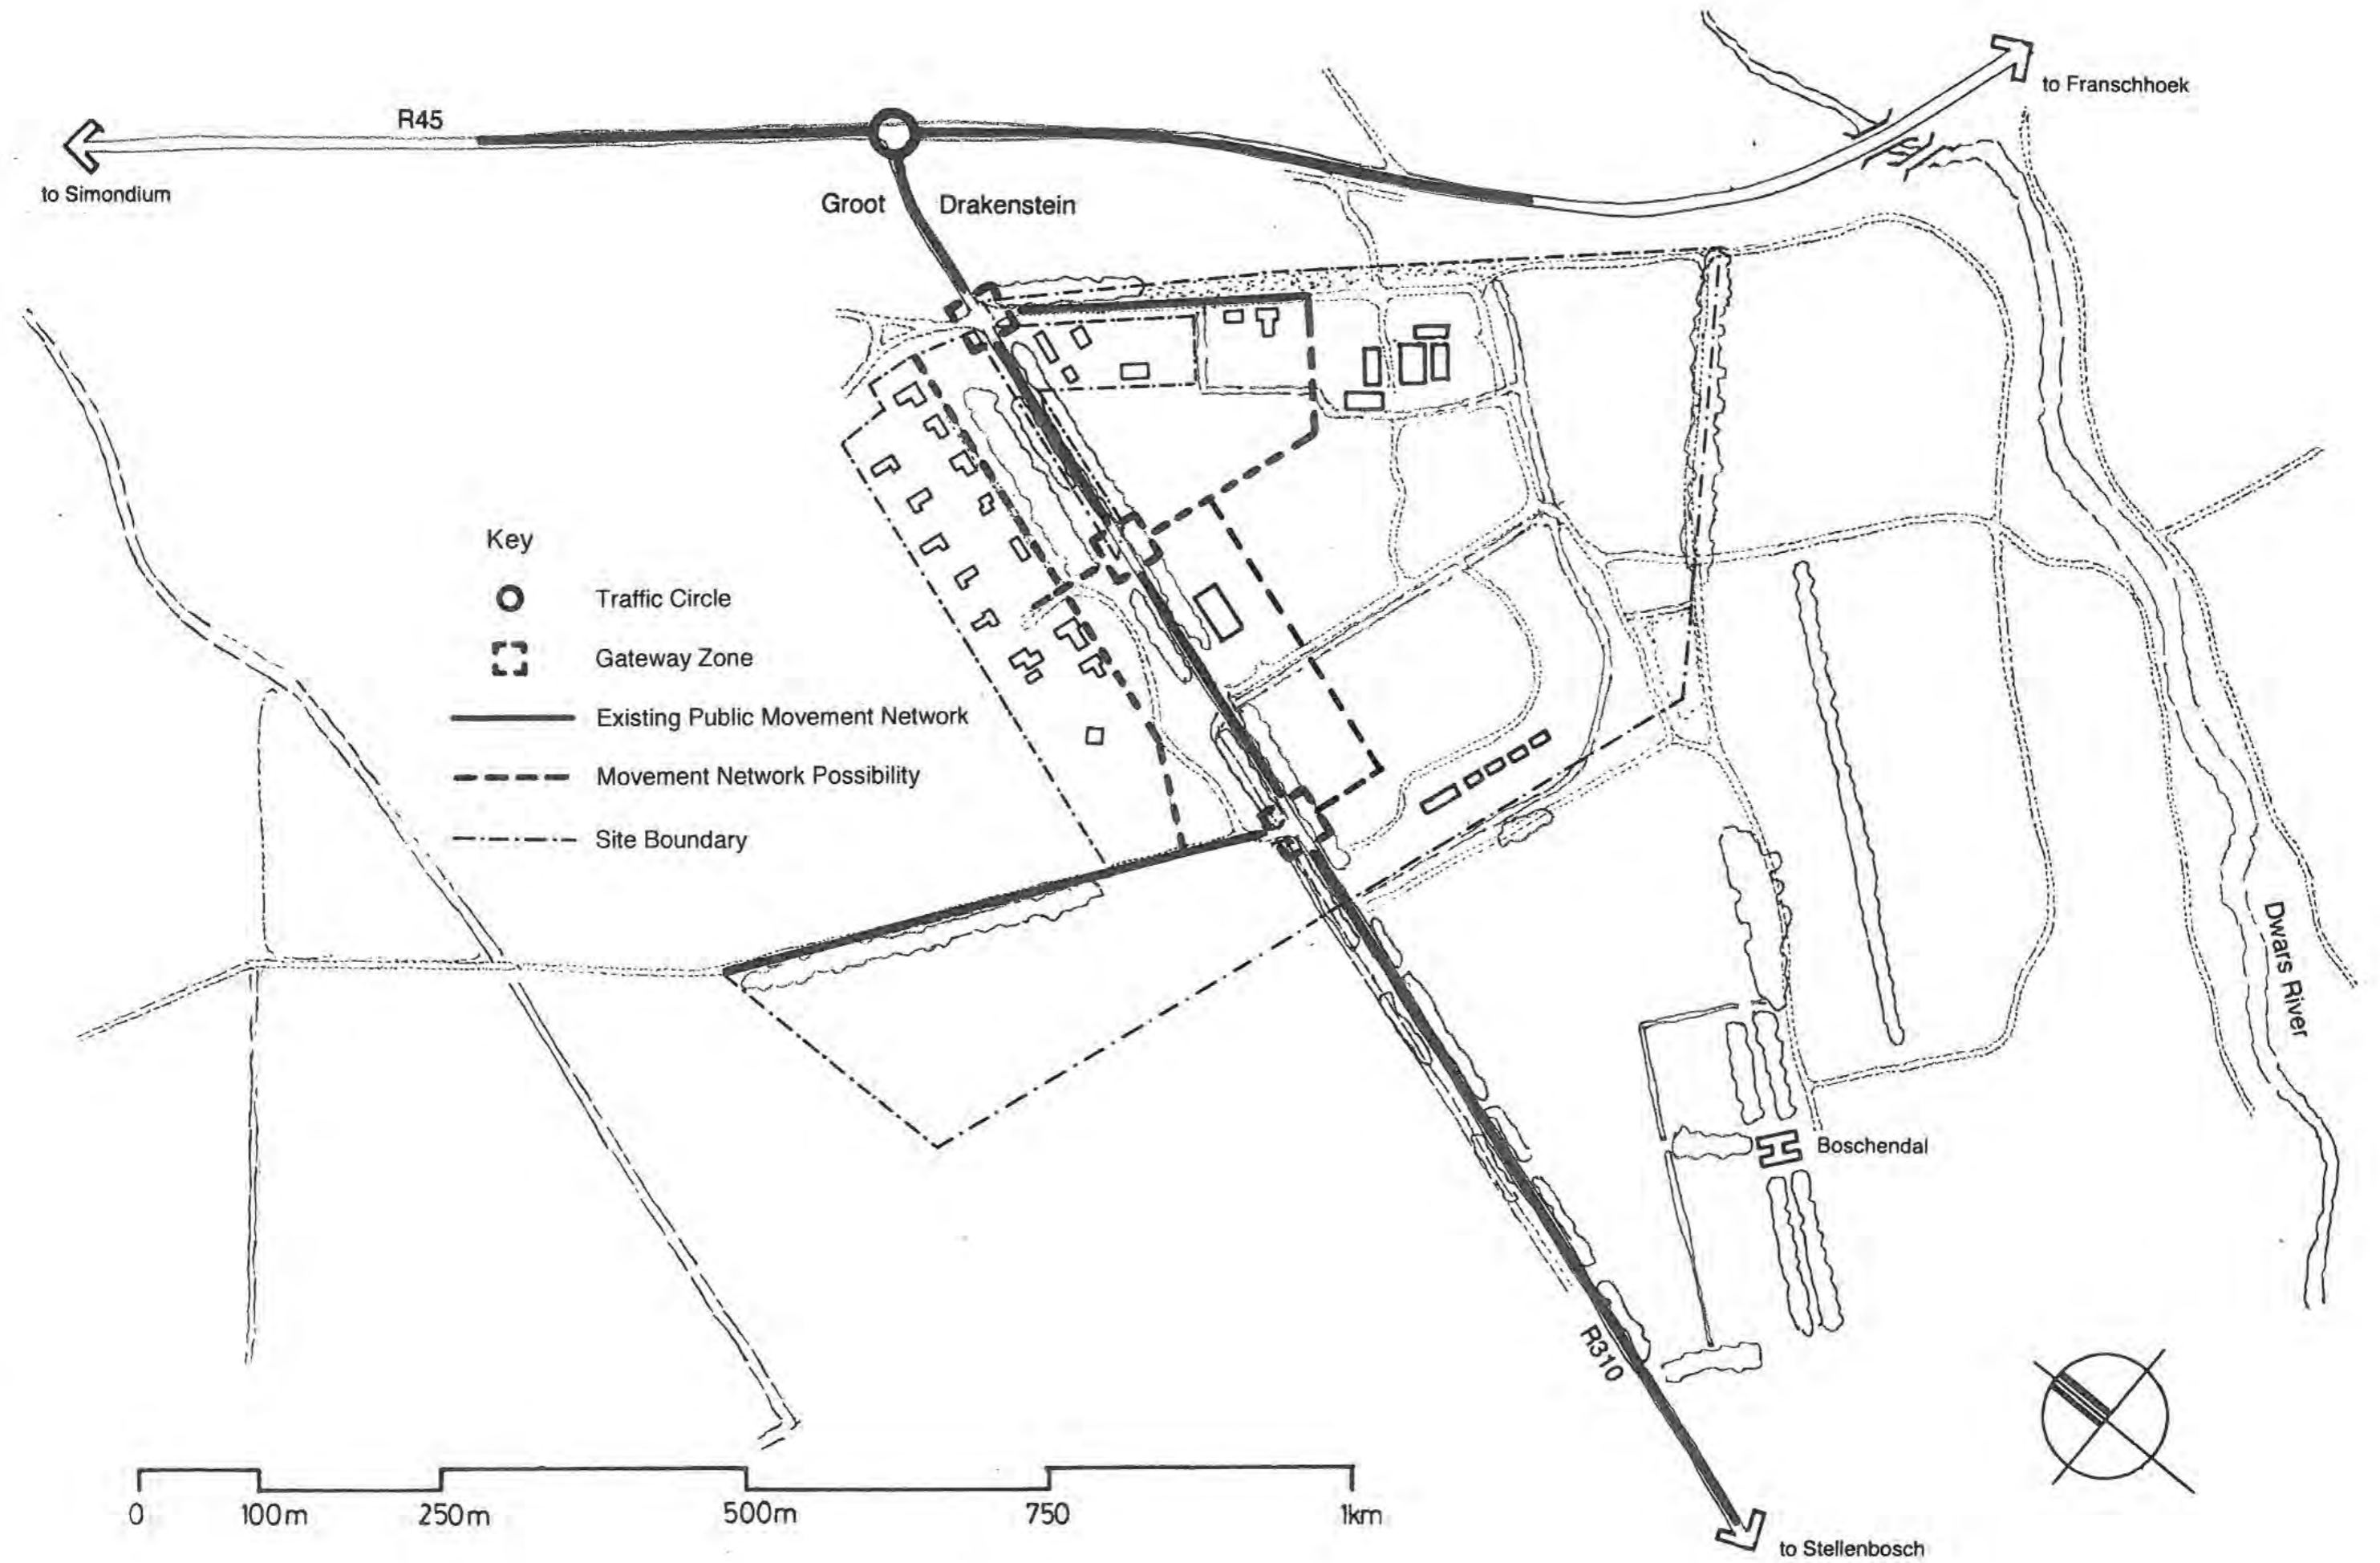 to Franschhoek
R45
to Simondium
Groot Drakenstein
Key
Traffic Circle
Gateway Zone
Existing Public Movement Network
Movement Network Possibility
Site Boundary
Dwars River
Boschendal
R310
0 100m 250m 500m 750 1km
to Stellenbosch